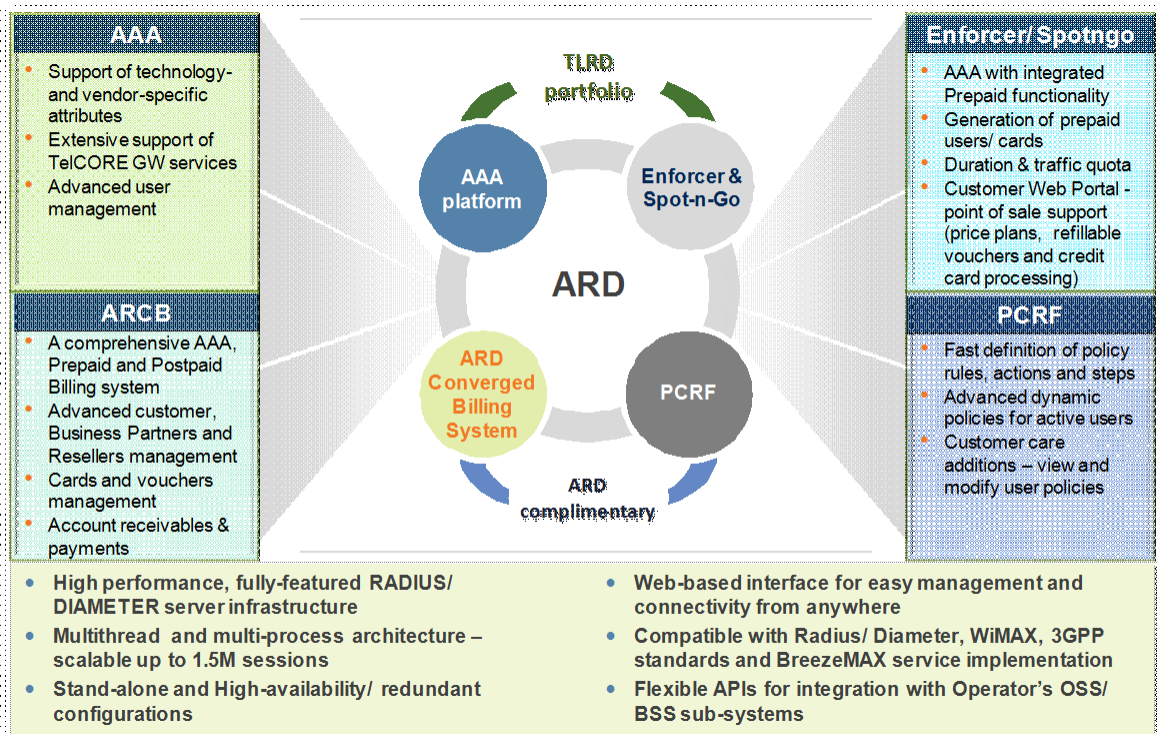 AAA
Support of technology-
and vendor-specific
attributes
Extensive support of
TelCORE GW services
Advanced user
management
ARCB
A comprehensive AAA,
Prepaid and Postpaid
Billing system
Advanced customer,
Business Partners and
Resellers management
Cards and vouchers
management
Account receivables &
payments
TLRD
portfolio
AAA
platform
Enforcer &
Spot-n-Go
ARD
ARD
Converged
Billing
System
PCRF
ARD
complimentary
Enforcer/Spotngo
AAA with integrated
Prepaid functionality
Generation of prepaid
users/ cards
Duration & traffic quota
Customer Web Portal -
point of sale support
(price plans, refillable
vouchers and credit
card processing)
PCRF
Fast definition of policy
rules, actions and steps
Advanced dynamic
policies for active users
Customer care
additions – view and
modify user policies
High performance, fully-featured RADIUS/
DIAMETER server infrastructure
Multithread and multi-process architecture –
scalable up to 1.5M sessions
Stand-alone and High-availability/ redundant
configurations
Web-based interface for easy management and
connectivity from anywhere
Compatible with Radius/ Diameter, WiMAX, 3GPP
standards and BreezeMAX service implementation
Flexible APIs for integration with Operator's OSS/
BSS sub-systems